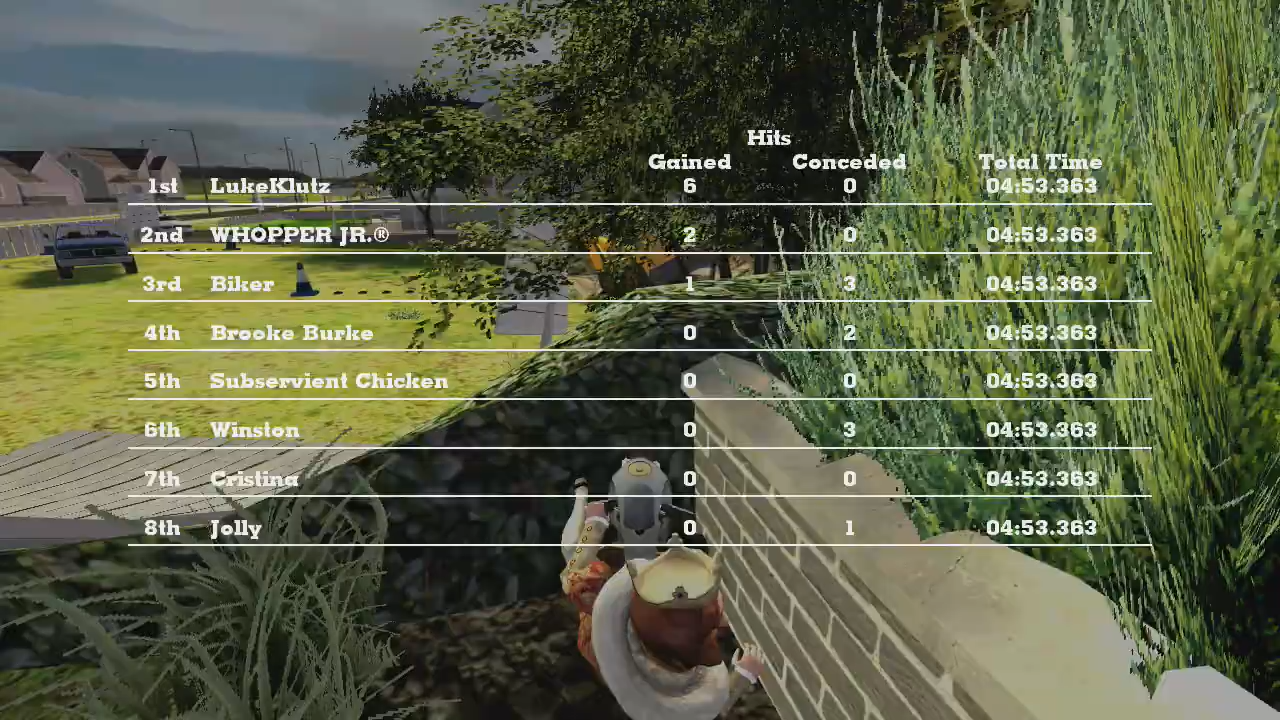 Hits
Gained Conceded Total Time
1st LukeKlutz 6 0 04:53.363
2nd WHOPPER JR.® 2 0 04:53.363
3rd Biker 1 3 04:53.363
4th Brooke Burke 0 2 04:53.363
5th Subservient Chicken 0 0 04:53.363
6th Winston 0 3 04:53.363
7th Cristina 0 0 04:53.363
8th Jolly 0 1 04:53.363